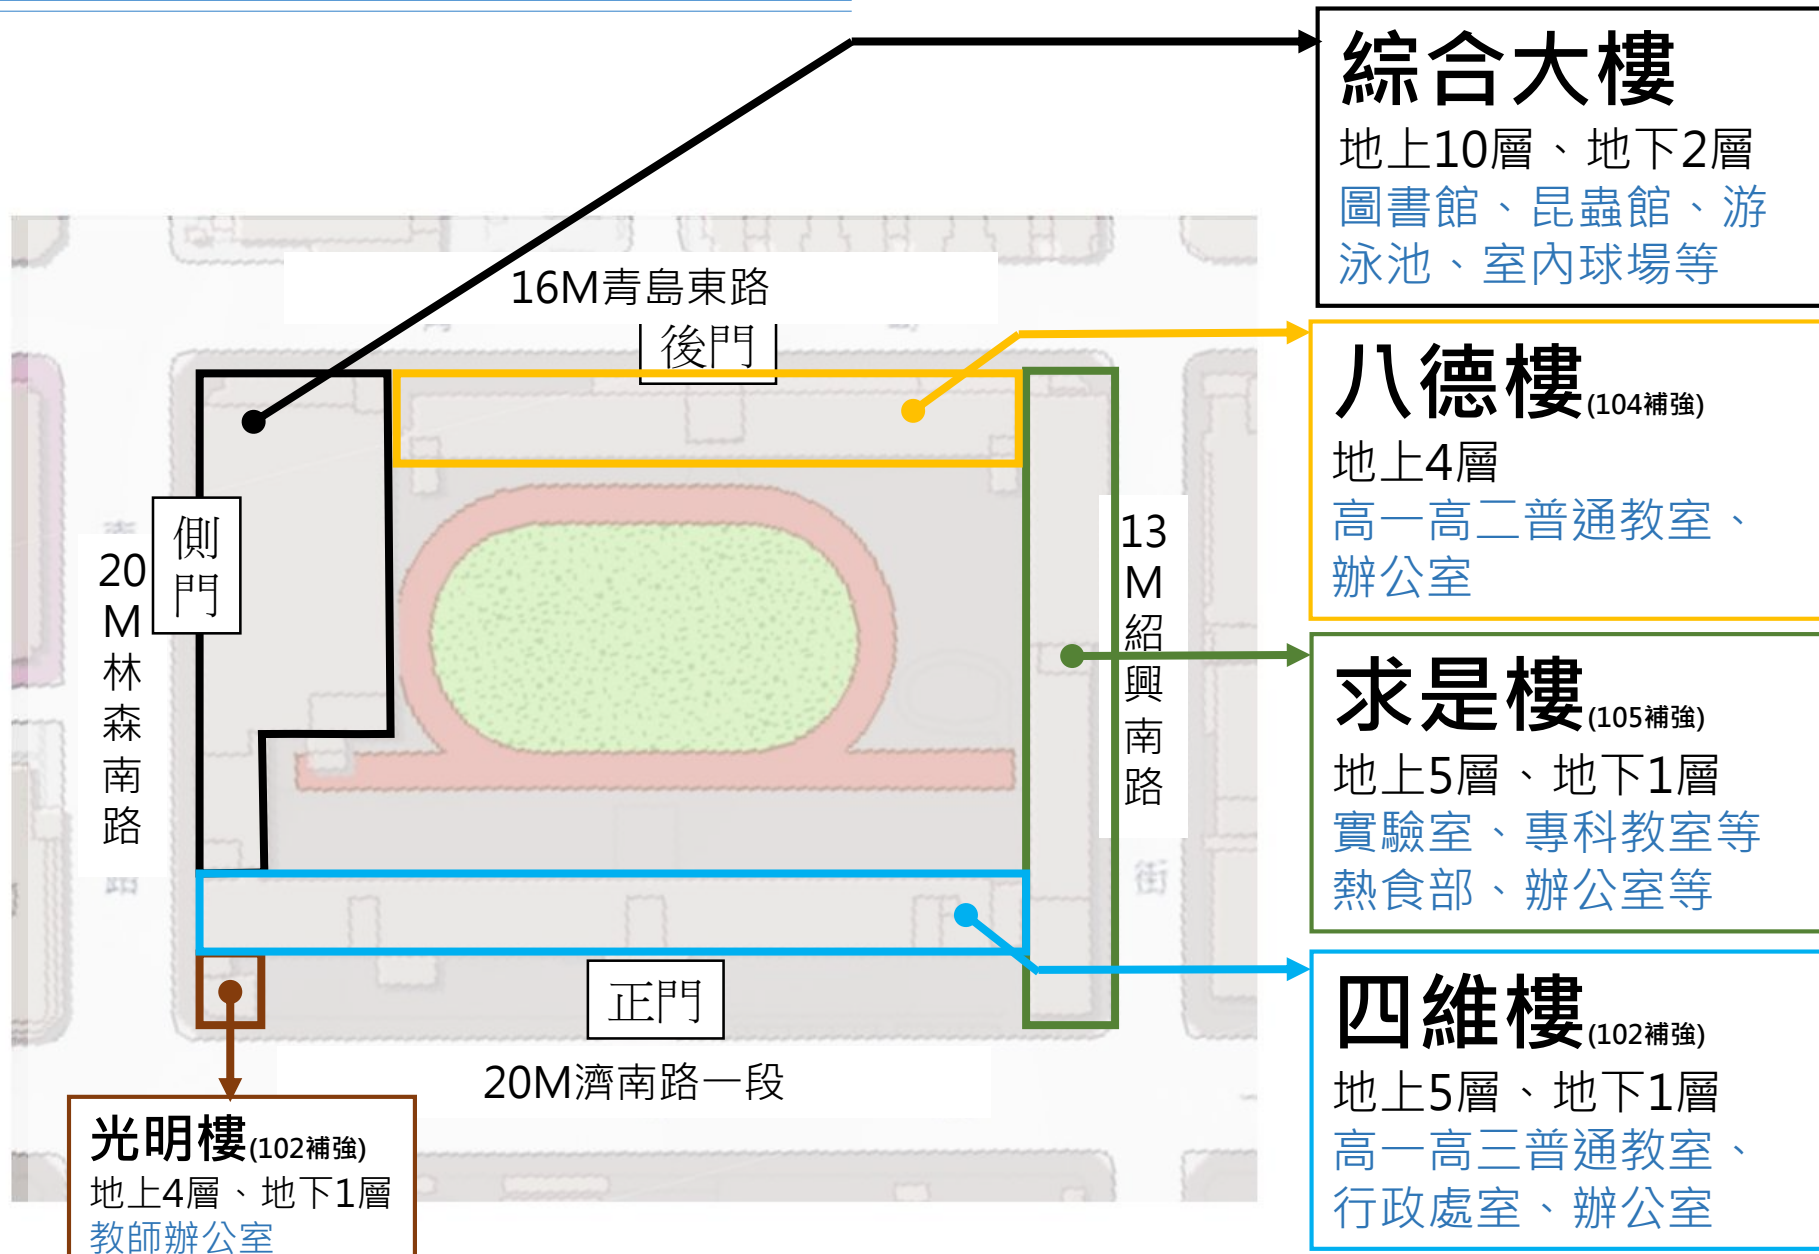 綜合大樓
地上10層、地下2層
圖書館、昆蟲館、游
泳池、室內球場等
16M青島東路
後門
八德樓(104補強)
地上4層
高一高二普通教室、
辦公室
側門
20M林森南路
13M紹興南路
求是樓(105補強)
地上5層、地下1層
實驗室、專科教室等
熱食部、辦公室等
路
街
正門
20M濟南路一段
四維樓(102補強)
地上5層、地下1層
高一高三普通教室、
行政處室、辦公室
光明樓(102補強)
地上4層、地下1層
教師辦公室